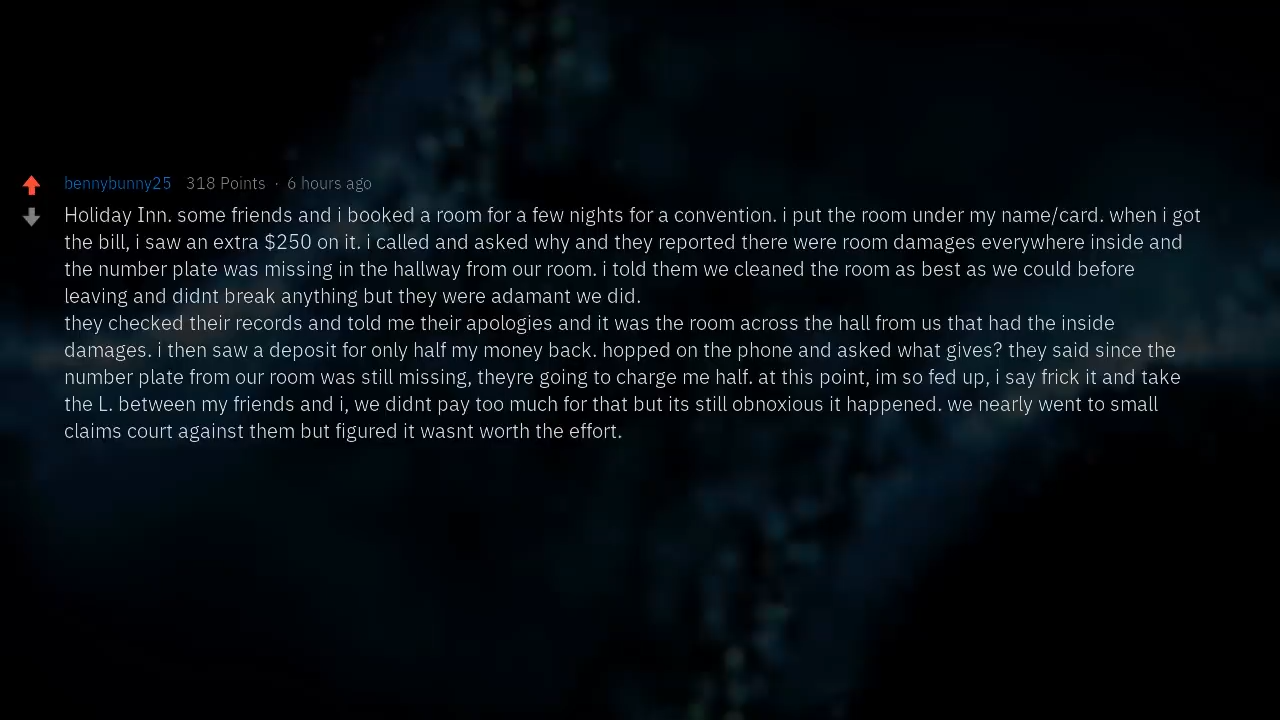 bennybunny25 318 Points · 6 hours ago
Holiday Inn. some friends and i booked a room for a few nights for a convention. i put the room under my name/card. when i got
the bill, i saw an extra $250 on it. i called and asked why and they reported there were room damages everywhere inside and
the number plate was missing in the hallway from our room. i told them we cleaned the room as best as we could before
leaving and didnt break anything but they were adamant we did.
they checked their records and told me their apologies and it was the room across the hall from us that had the inside
damages. i then saw a deposit for only half my money back. hopped on the phone and asked what gives? they said since the
number plate from our room was still missing, theyre going to charge me half. at this point, im so fed up, i say frick it and take
the L. between my friends and i, we didnt pay too much for that but its still obnoxious it happened. we nearly went to small
claims court against them but figured it wasnt worth the effort.